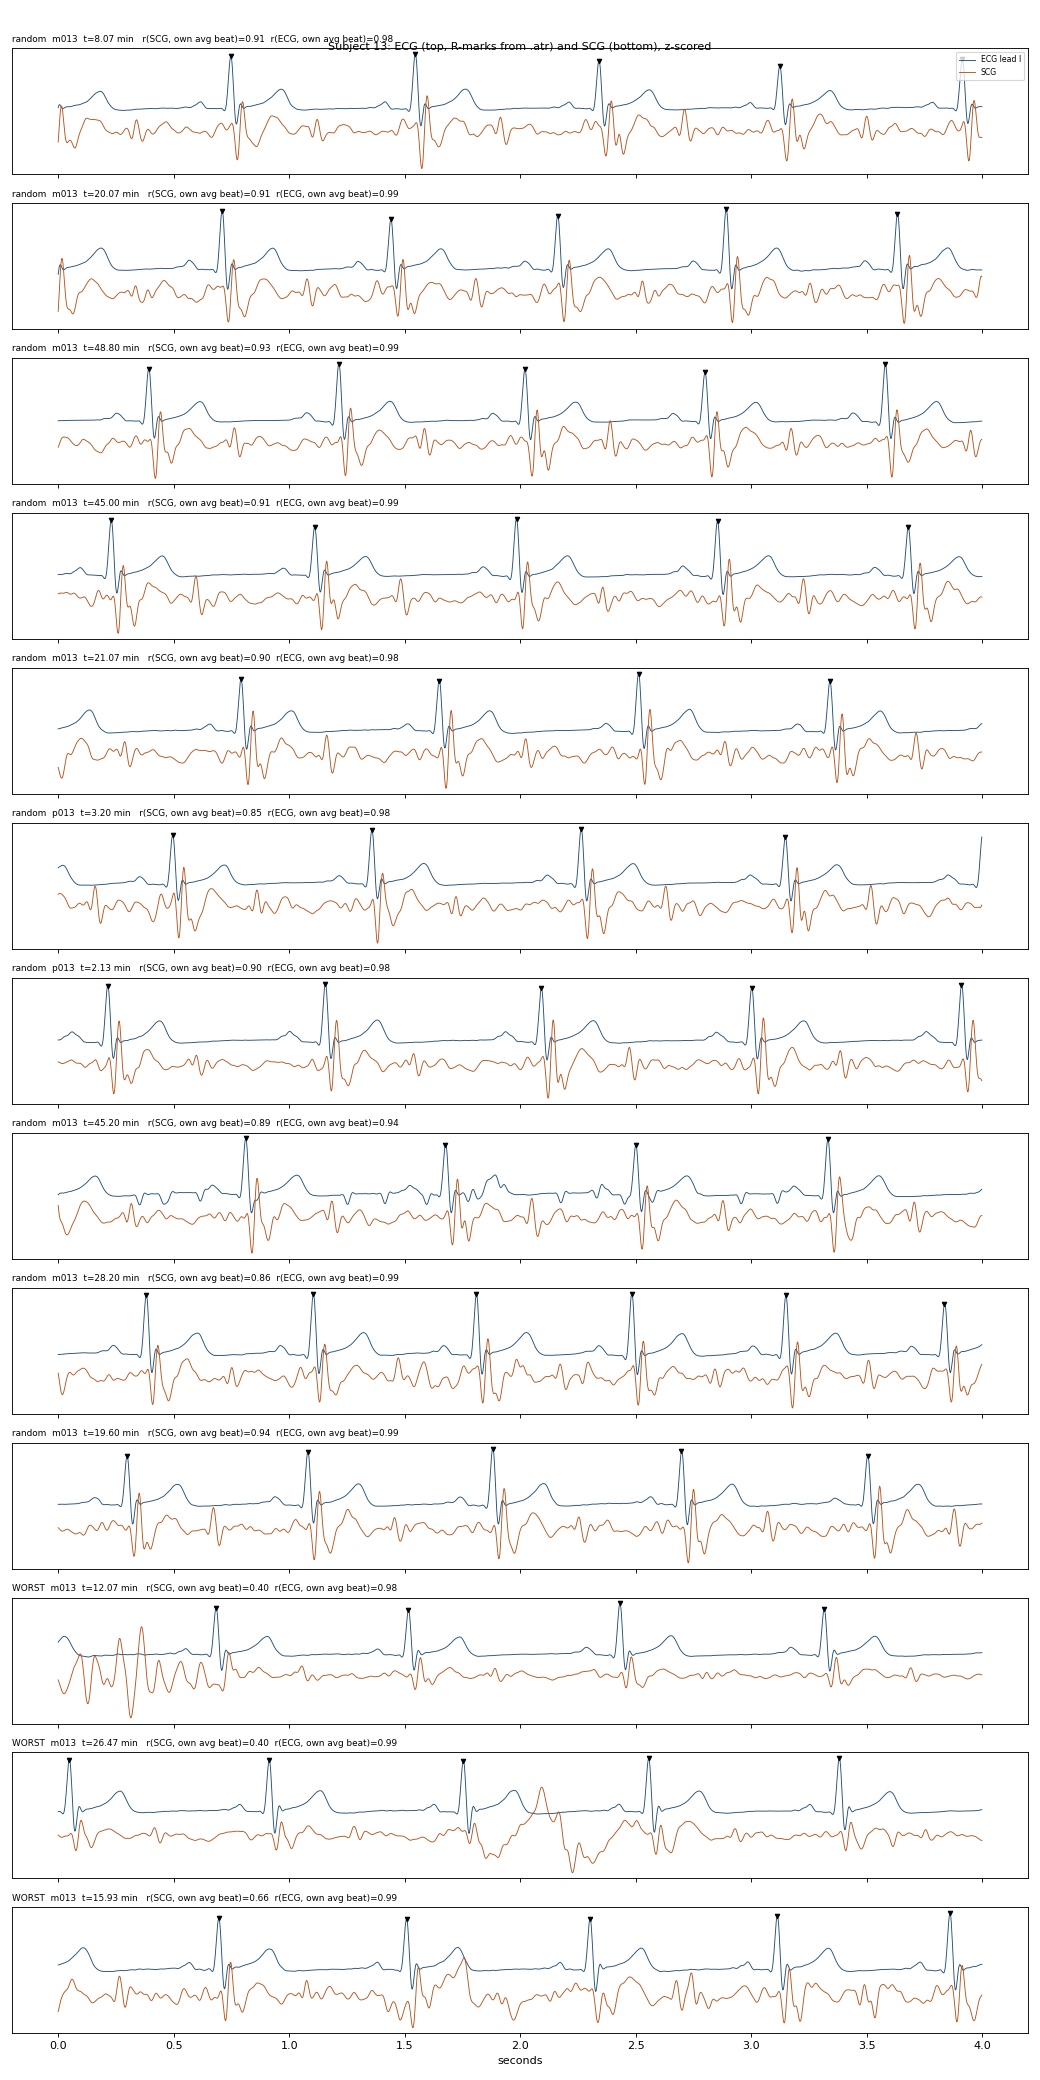 random  m013  t=8.07 min   r(SCG, own avg beat)=0.91  r(ECG, own avg beat)=0.98
Subject 13: ECG (top, R-marks from .atr) and SCG (bottom), z-scored
ECG lead I
SCG
random  m013  t=20.07 min   r(SCG, own avg beat)=0.91  r(ECG, own avg beat)=0.99
random  m013  t=48.80 min   r(SCG, own avg beat)=0.93  r(ECG, own avg beat)=0.99
random  m013  t=45.00 min   r(SCG, own avg beat)=0.91  r(ECG, own avg beat)=0.99
random  m013  t=21.07 min   r(SCG, own avg beat)=0.90  r(ECG, own avg beat)=0.98
random  p013  t=3.20 min   r(SCG, own avg beat)=0.85  r(ECG, own avg beat)=0.98
random  p013  t=2.13 min   r(SCG, own avg beat)=0.90  r(ECG, own avg beat)=0.98
random  m013  t=45.20 min   r(SCG, own avg beat)=0.89  r(ECG, own avg beat)=0.94
random  m013  t=28.20 min   r(SCG, own avg beat)=0.86  r(ECG, own avg beat)=0.99
random  m013  t=19.60 min   r(SCG, own avg beat)=0.94  r(ECG, own avg beat)=0.99
WORST  m013  t=12.07 min   r(SCG, own avg beat)=0.40  r(ECG, own avg beat)=0.98
WORST  m013  t=26.47 min   r(SCG, own avg beat)=0.40  r(ECG, own avg beat)=0.99
WORST  m013  t=15.93 min   r(SCG, own avg beat)=0.66  r(ECG, own avg beat)=0.99
0.0 0.5 1.0 1.5 2.0 2.5 3.0 3.5 4.0
seconds